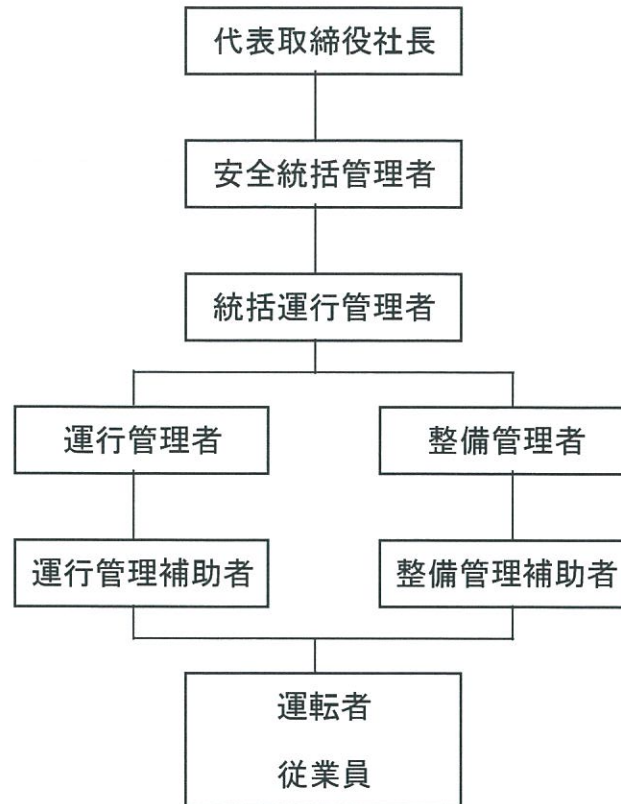 代表取締役社長
安全統括管理者
統括運行管理者
運行管理者
整備管理者
運行管理補助者
整備管理補助者
運転者
従業員